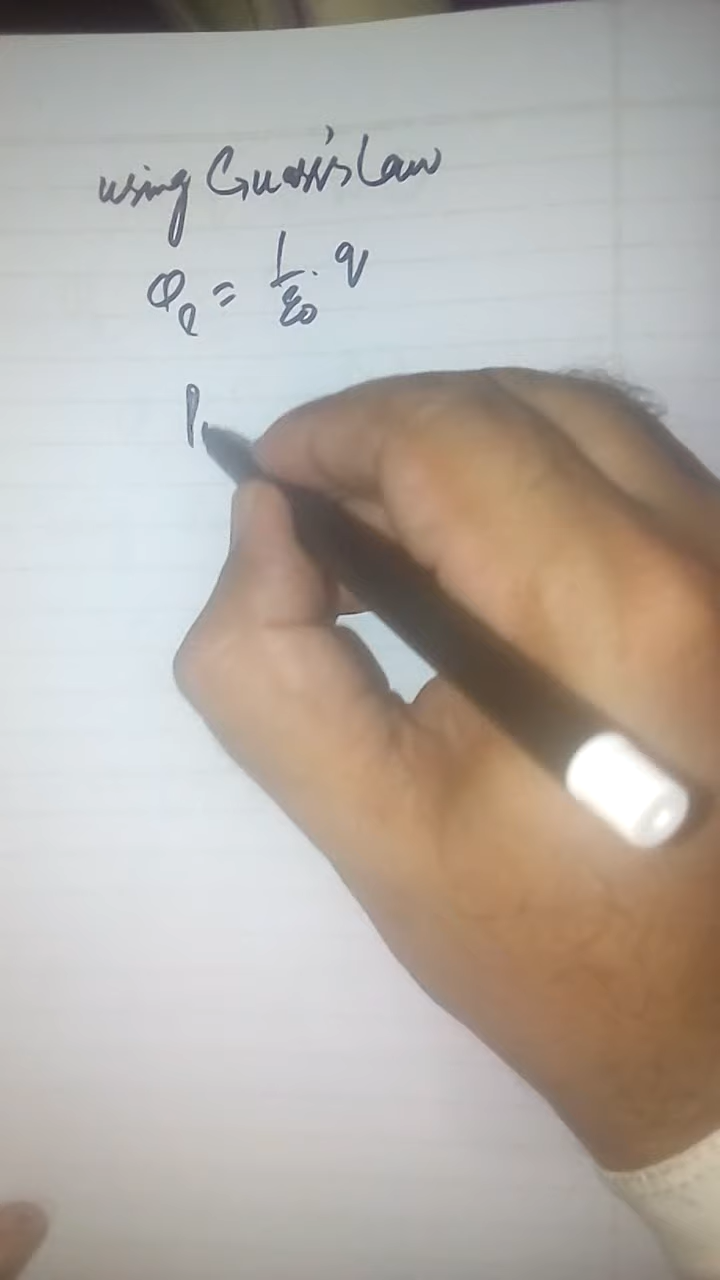 using Guass's Law
φe = 1/ε₀ . q